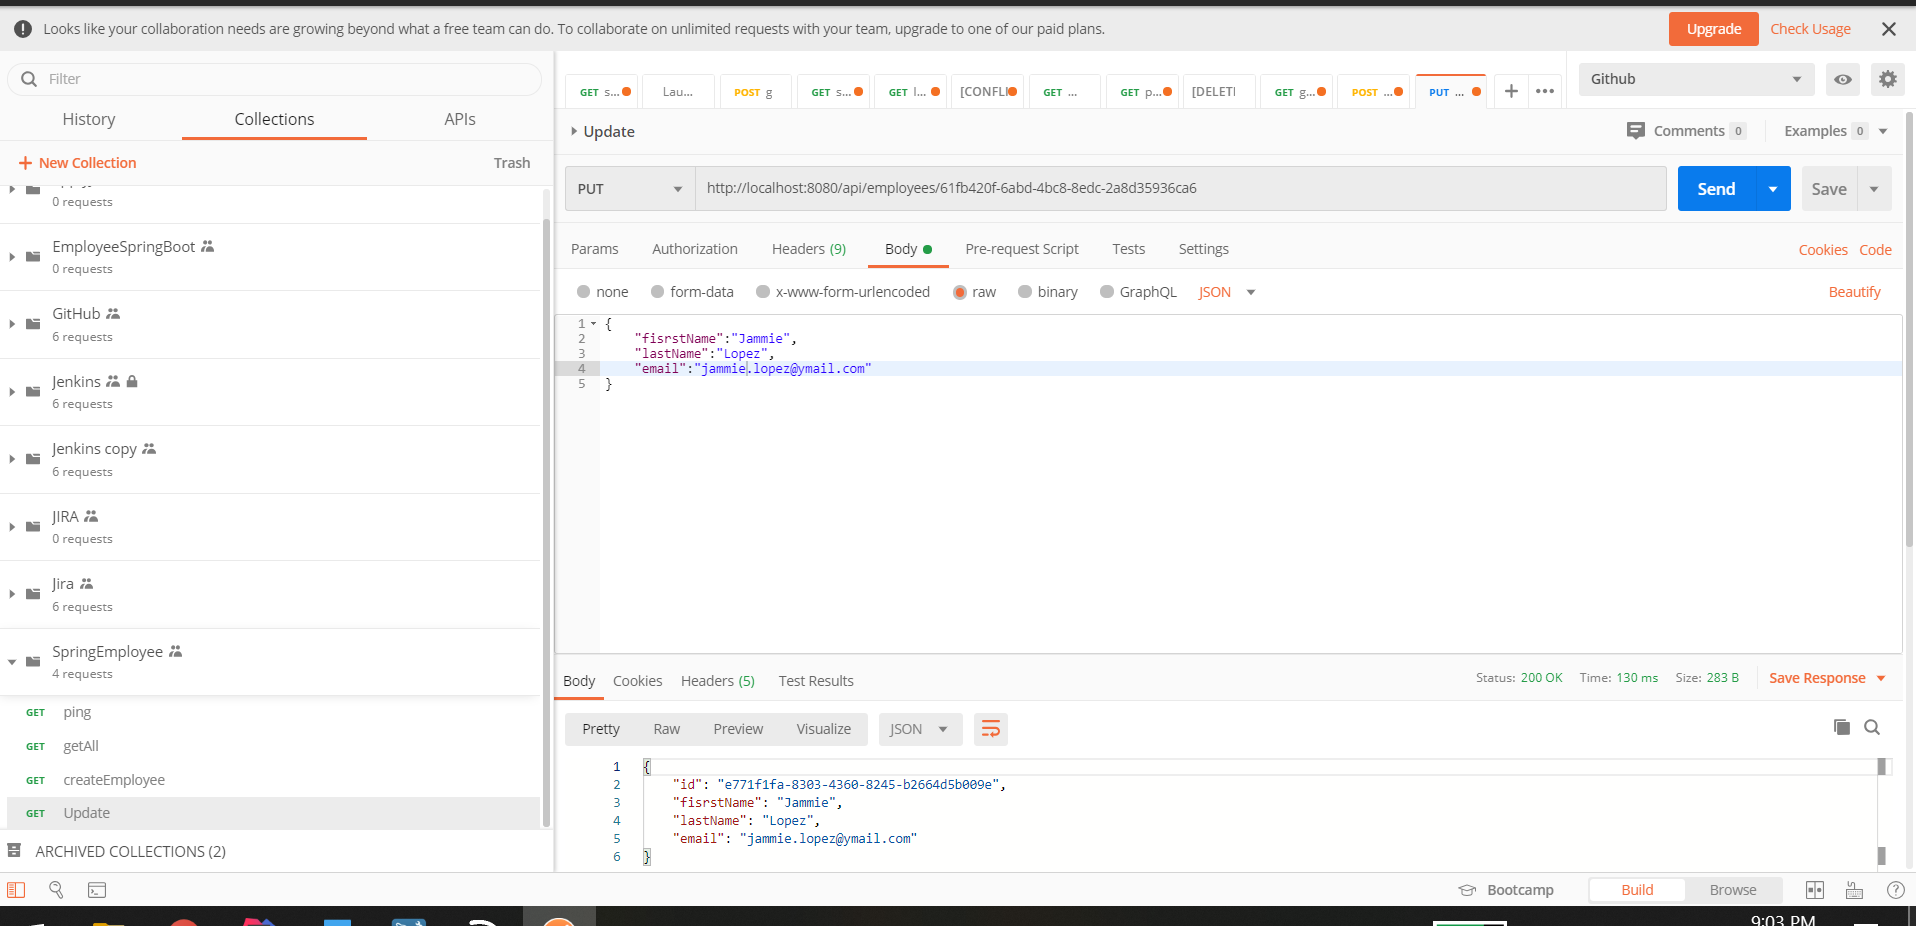 Looks like your collaboration needs are growing beyond what a free team can do. To collaborate on unlimited requests with your team, upgrade to one of our paid plans.
Upgrade
Check Usage
Filter
History
Collections
APIs
New Collection
Trash
0 requests
EmployeeSpringBoot
0 requests
GitHub
6 requests
Jenkins
6 requests
Jenkins copy
6 requests
JIRA
0 requests
Jira
6 requests
SpringEmployee
4 requests
GET ping
GET getAll
GET createEmployee
GET Update
ARCHIVED COLLECTIONS (2)
GET s...
Lau...
POST g
GET s...
GET l...
[CONFLI
GET ...
GET p...
[DELETI
GET g...
POST ...
PUT ...
Github
Update
Comments 0
Examples 0
PUT
http://localhost:8080/api/employees/61fb420f-6abd-4bc8-8edc-2a8d35936ca6
Send
Save
Params
Authorization
Headers (9)
Body
Pre-request Script
Tests
Settings
Cookies
Code
none
form-data
x-www-form-urlencoded
raw
binary
GraphQL
JSON
Beautify
1 {
2 "fisrstName":"Jammie",
3 "lastName":"Lopez",
4 "email":"jammie.lopez@ymail.com"
5 }
Body
Cookies
Headers (5)
Test Results
Status: 200 OK
Time: 130 ms
Size: 283 B
Save Response
Pretty
Raw
Preview
Visualize
JSON
1 {
2 "id": "e771f1fa-8303-4360-8245-b2664d5b009e",
3 "fisrstName": "Jammie",
4 "lastName": "Lopez",
5 "email": "jammie.lopez@ymail.com"
6 }
Bootcamp
Build
Browse
9:03 PM